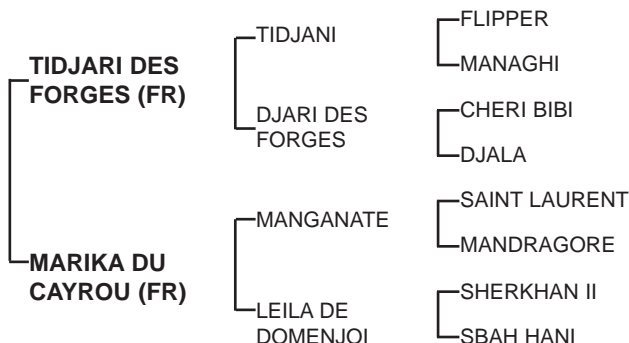 TIDJARI DES
FORGES (FR)
MARIKA DU
CAYROU (FR)
TIDJANI
DJARI DES
FORGES
MANGANATE
LEILA DE
DOMENJOI
FLIPPER
MANAGHI
CHERI BIBI
DJALA
SAINT LAURENT
MANDRAGORE
SHERKHAN II
SBAH HANI